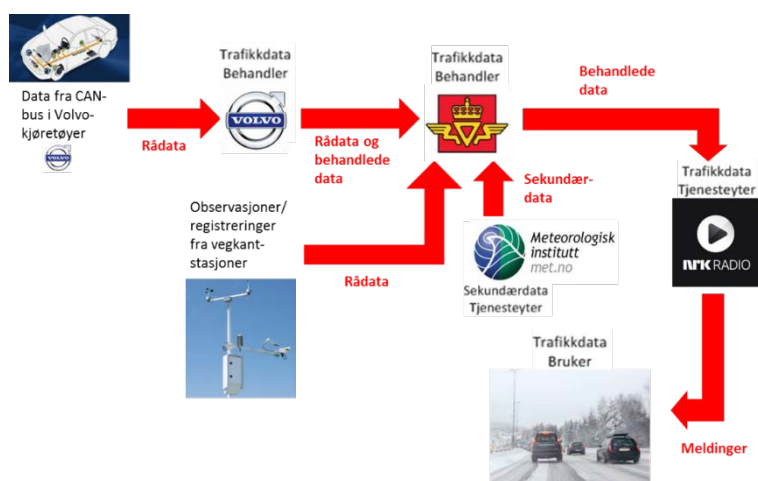 Data fra CAN-
bus i Volvo-
kjøretøyer
VOLVO
Rådata
Trafikkdata
Behandler
VOLVO
Rådata og
behandlede
data
Trafikkdata
Behandler
Behandlede
data
Observasjoner/
registreringer
fra vegkant-
stasjoner
Rådata
Sekundær-
data
Meteorologisk
institutt
met.no
Sekundærdata
Tjenesteyter
Trafikkdata
Tjenesteyter
NRK RADIO
Trafikkdata
Bruker
Meldinger